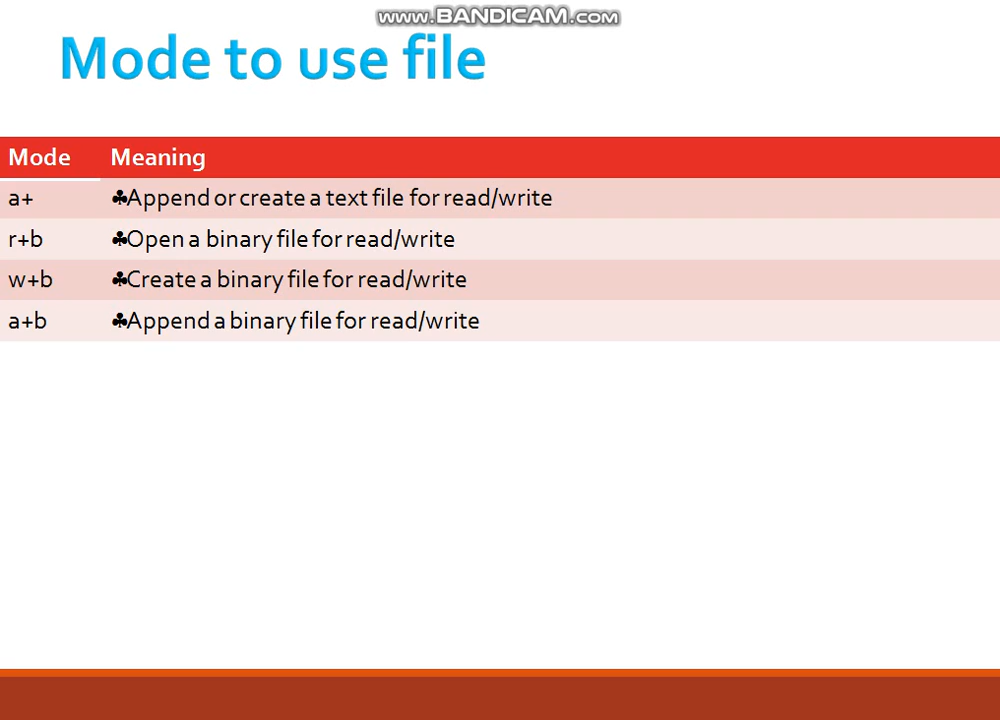 www.BANDICAM.com
Mode to use file
Mode Meaning
a+ ♣Append or create a text file for read/write
r+b ♣Open a binary file for read/write
w+b ♣Create a binary file for read/write
a+b ♣Append a binary file for read/write